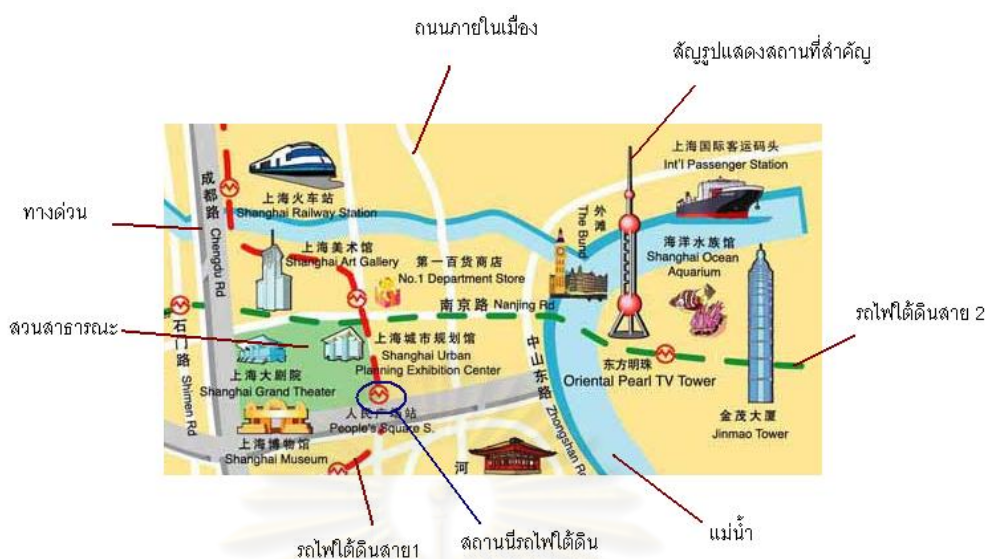 ถนนภายในเมือง
สัญรูปแสดงสถานที่สำคัญ
上海国际客运码头
Int'l Passenger Station
成都路
Chengdu Rd
上海火车站
Shanghai Railway Station
外滩
The Bund
ทางด่วน
上海美术馆
Shanghai Art Gallery
第一百货商店
No.1 Department Store
海洋水族馆
Shanghai Ocean
Aquarium
南京路 Nanjing Rd
รถไฟใต้ดินสาย 2
สวนสาธารณะ
石门路
Shimen Rd
上海城市规划馆
Shanghai Urban
Planning Exhibition Center
上海大剧院
Shanghai Grand Theater
中山东路
Zhongshan Rd
东方明珠
Oriental Pearl TV Tower
人民广场站
People's Square S.
金茂大厦
Jinmao Tower
上海博物馆
Shanghai Museum
河
แม่น้ำ
รถไฟใต้ดินสาย1
สถานนีรถไฟใต้ดิน